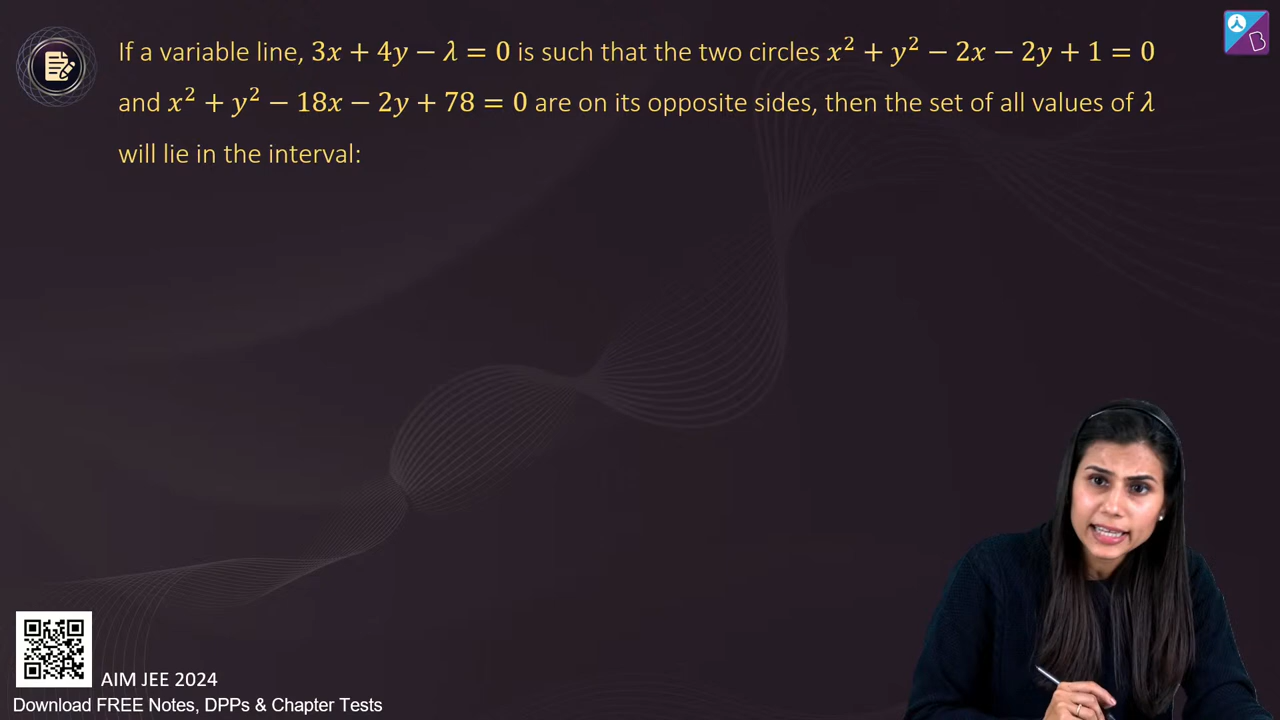 If a variable line, 3𝑥 + 4𝑦 − 𝜆 = 0 is such that the two circles 𝑥² + 𝑦² − 2𝑥 − 2𝑦 + 1 = 0
and 𝑥² + 𝑦² − 18𝑥 − 2𝑦 + 78 = 0 are on its opposite sides, then the set of all values of 𝜆
will lie in the interval:
B
AIM JEE 2024
Download FREE Notes, DPPs & Chapter Tests